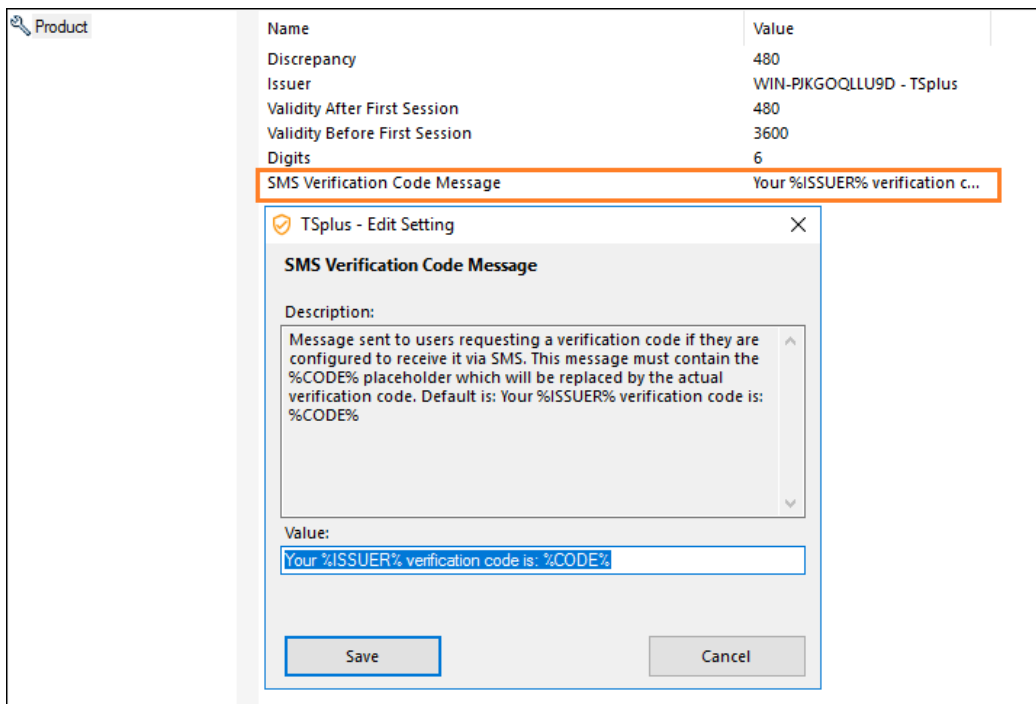 Product
Name Value
Discrepancy 480
Issuer WIN-PJKGOQLLU9D - TSplus
Validity After First Session 480
Validity Before First Session 3600
Digits 6
SMS Verification Code Message Your %ISSUER% verification c...
TSplus - Edit Setting
SMS Verification Code Message
Description:
Message sent to users requesting a verification code if they are
configured to receive it via SMS. This message must contain the
%CODE% placeholder which will be replaced by the actual
verification code. Default is: Your %ISSUER% verification code is:
%CODE%
Value:
Your %ISSUER% verification code is: %CODE%
Save Cancel